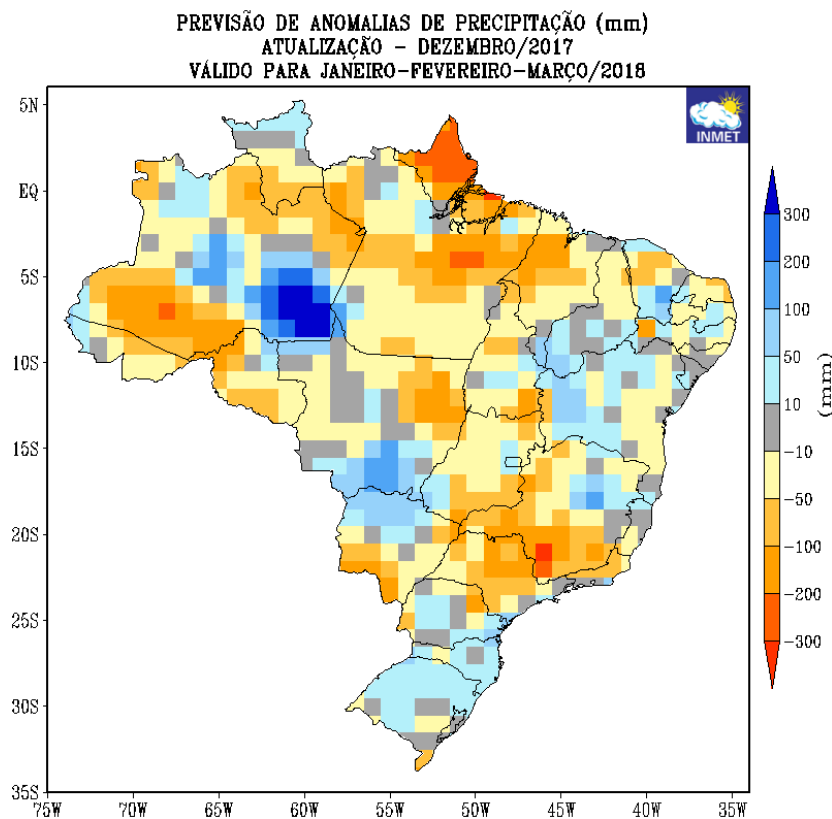 PREVISÃO DE ANOMALIAS DE PRECIPITAÇÃO (mm)
ATUALIZAÇÃO - DEZEMBRO/2017
VÁLIDO PARA JANEIRO-FEVEREIRO-MARÇO/2018
INMET
5N
EQ
5S
10S
15S
20S
25S
30S
35S
75W 70W 65W 60W 55W 50W 45W 40W 35W
300
200
100
50
10
-10
-50
-100
-200
-300
(mm)